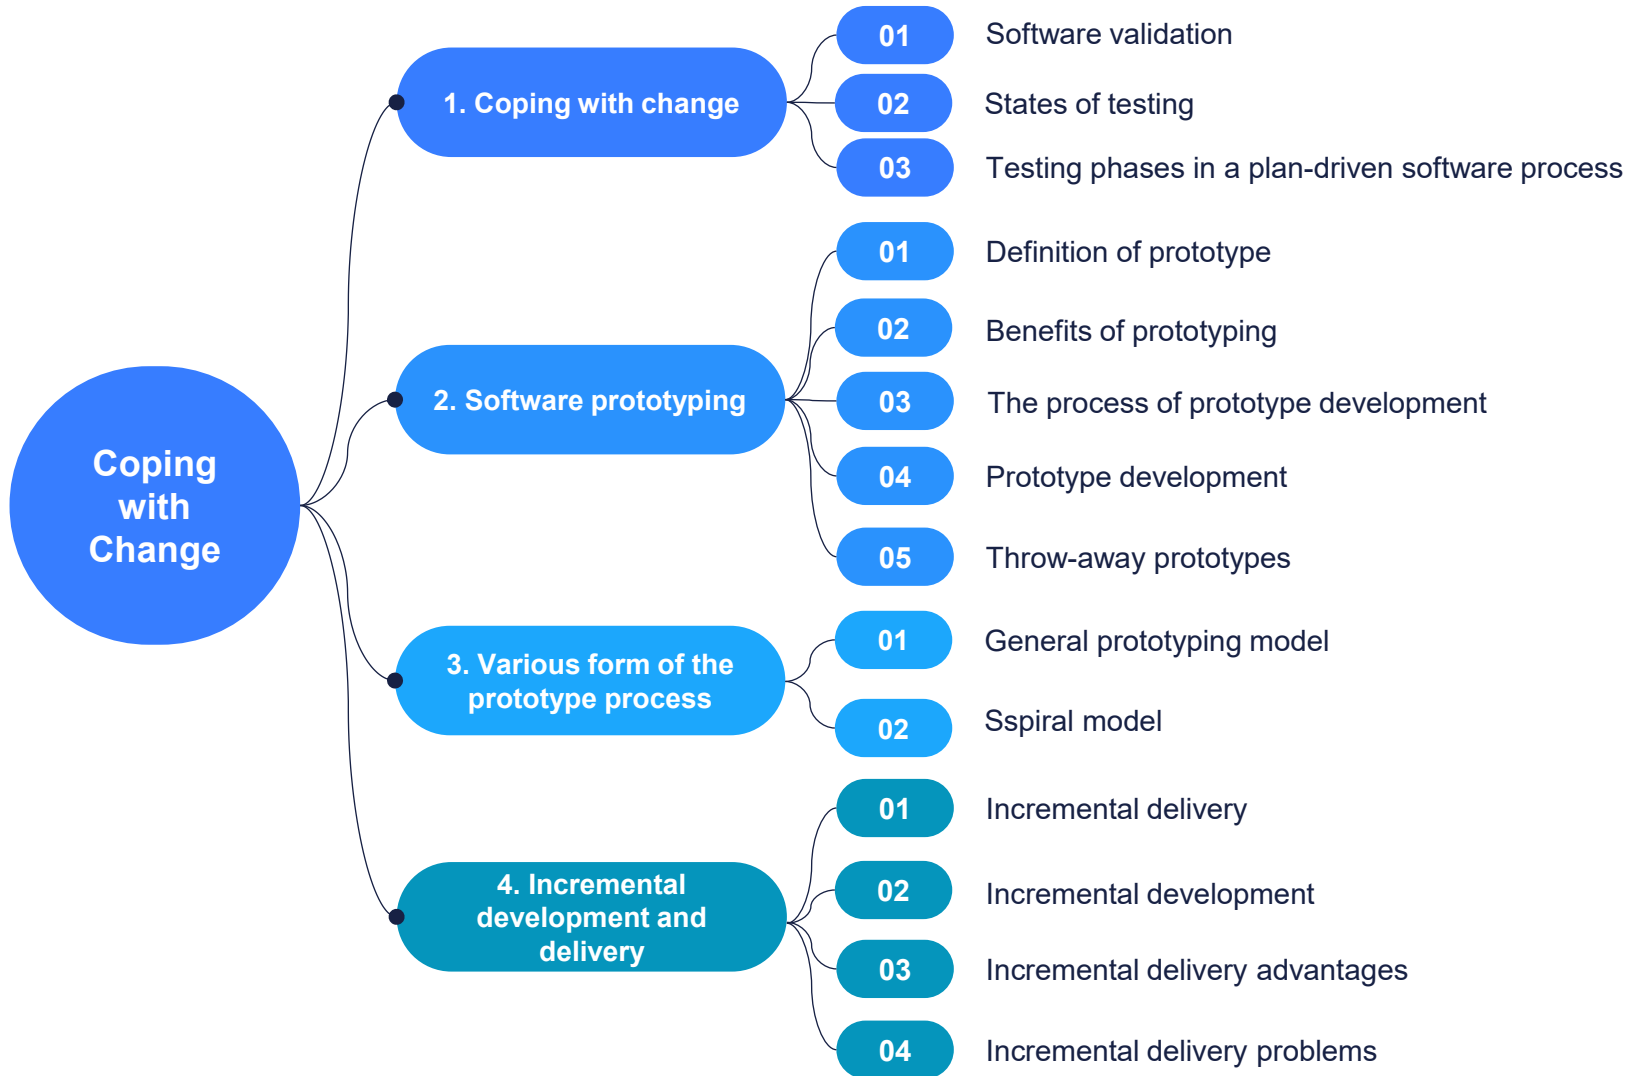 Coping
with
Change
1. Coping with change
01 Software validation
02 States of testing
03 Testing phases in a plan-driven software process
2. Software prototyping
01 Definition of prototype
02 Benefits of prototyping
03 The process of prototype development
04 Prototype development
05 Throw-away prototypes
3. Various form of the
prototype process
01 General prototyping model
02 Sspiral model
4. Incremental
development and
delivery
01 Incremental delivery
02 Incremental development
03 Incremental delivery advantages
04 Incremental delivery problems